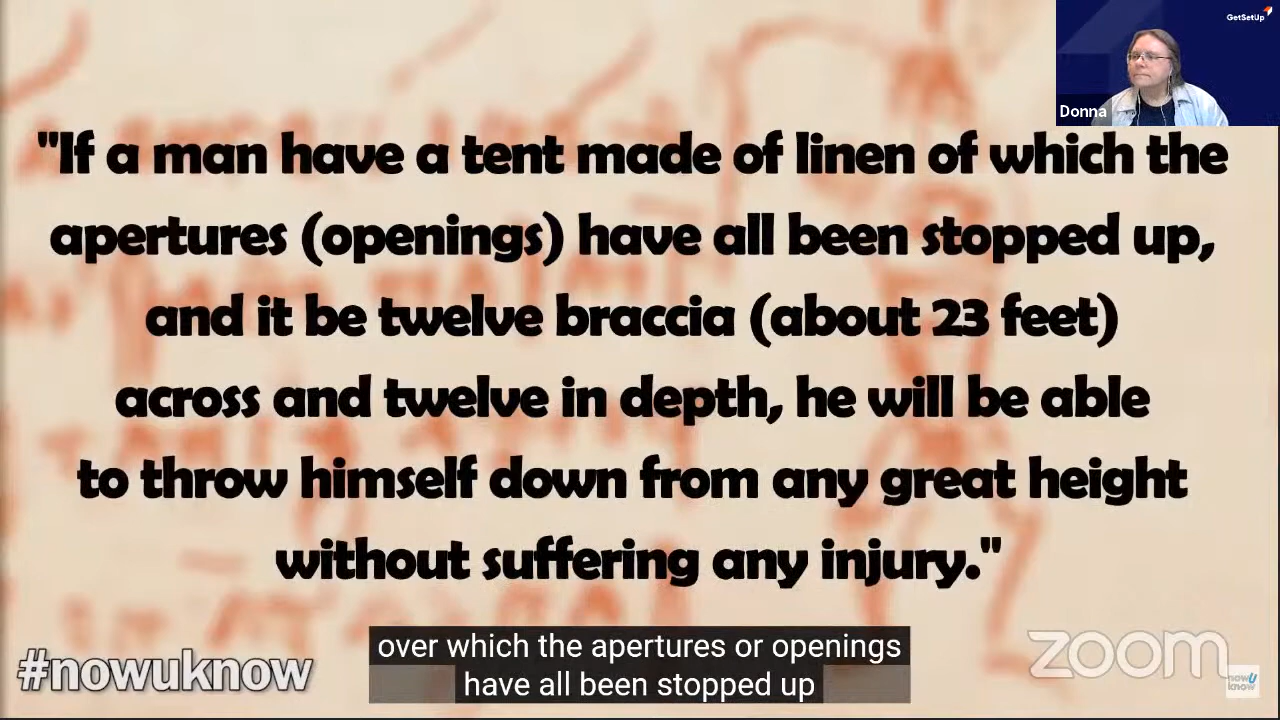 GetSetUp
Donna
"If a man have a tent made of linen of which the
apertures (openings) have all been stopped up,
and it be twelve braccia (about 23 feet)
across and twelve in depth, he will be able
to throw himself down from any great height
without suffering any injury."
over which the apertures or openings
have all been stopped up
#nowuknow
zoom
nowU
know